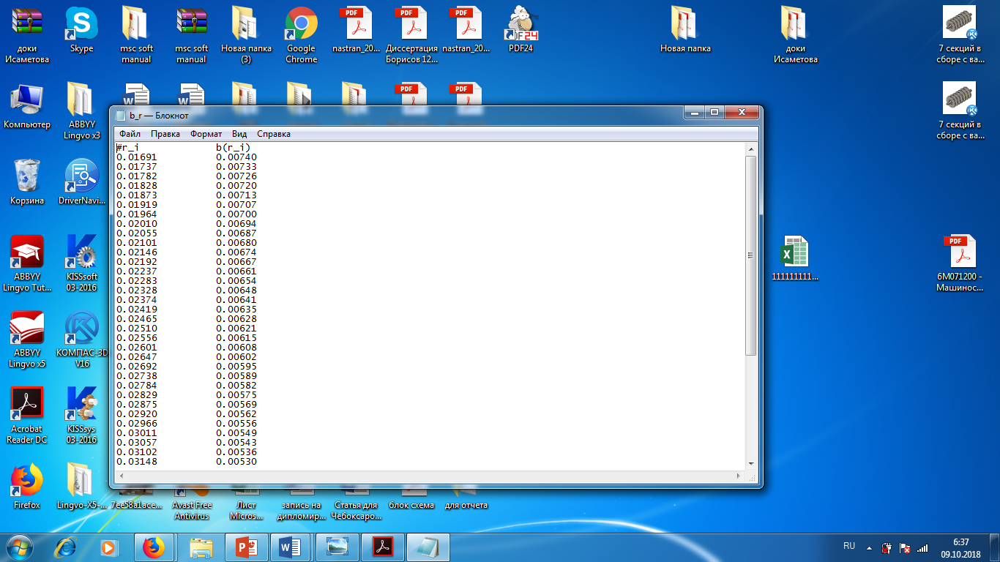 доки
Исаметова
Skype
msc soft
manual
msc soft
manual
Новая папка
(3)
Google
Chrome
PDF
nastran_20...
PDF
Диссертация
Борисов 12...
PDF
nastran_20...
PDF24
Новая папка
доки
Исаметова
7 секций в
сборе с ва...
Компьютер
ABBYY
Lingvo x3
PDF
PDF
7 секций в
сборе с ва...
b_r — Блокнот
Файл Правка Формат Вид Справка
#r_i b(r_i)
0.01691 0.00740
0.01737 0.00733
0.01782 0.00726
0.01828 0.00720
0.01873 0.00713
0.01919 0.00707
0.01964 0.00700
0.02010 0.00694
0.02055 0.00687
0.02101 0.00680
0.02146 0.00674
0.02192 0.00667
0.02237 0.00661
0.02283 0.00654
0.02328 0.00648
0.02374 0.00641
0.02419 0.00635
0.02465 0.00628
0.02510 0.00621
0.02556 0.00615
0.02601 0.00608
0.02647 0.00602
0.02692 0.00595
0.02738 0.00589
0.02784 0.00582
0.02829 0.00575
0.02875 0.00569
0.02920 0.00562
0.02966 0.00556
0.03011 0.00549
0.03057 0.00543
0.03102 0.00536
0.03148 0.00530
Корзина
DriverNavi...
ABBYY
Lingvo Tut...
KISSsoft
03-2016
111111111...
PDF
6М071200 -
Машинос...
ABBYY
Lingvo x5
КОМПАС-3D
V16
Acrobat
Reader DC
KISSsys
03-2016
Firefox
Lingvo-X5-...
7ee58a1ace...
Avast Free
Antivirus
Лист
Micros...
запись на
дипломир...
Статья для
Чебоксаро...
блок схема
для отчета
RU
6:37
09.10.2018